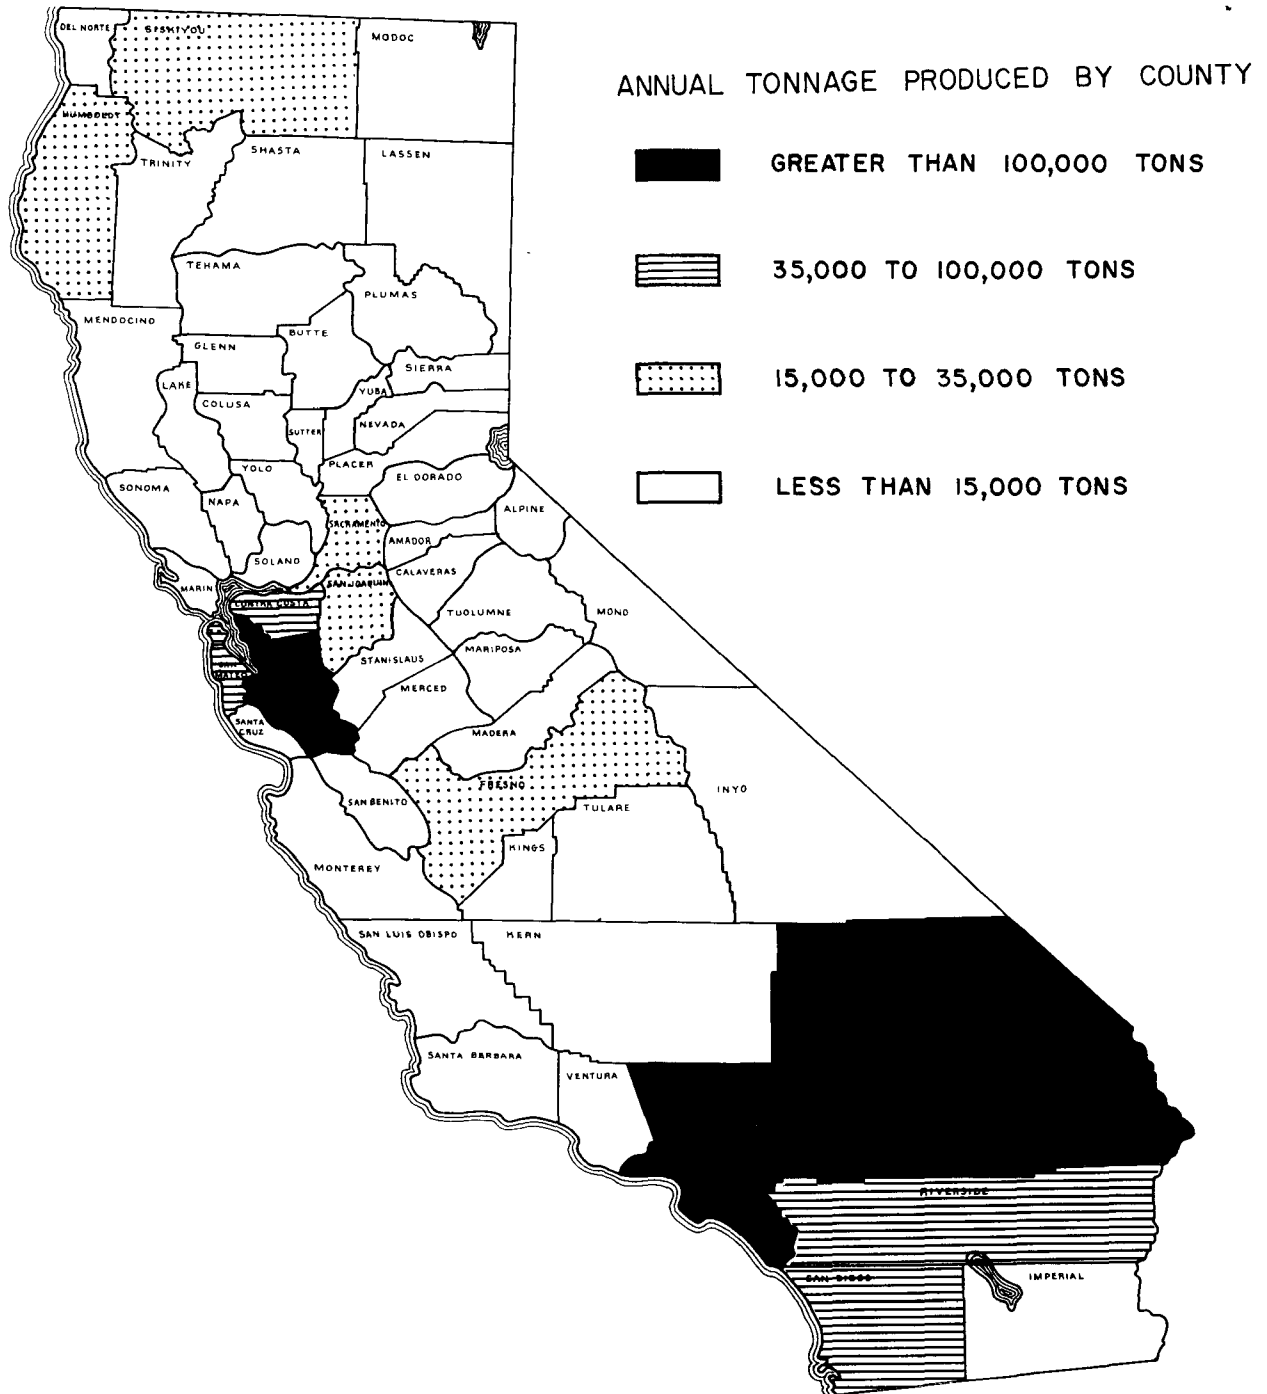 DEL NORTE
SISKIYOU
MODOC
ANNUAL TONNAGE PRODUCED BY COUNTY
HUMBOLDT
TRINITY
SHASTA
LASSEN
GREATER THAN 100,000 TONS
TEHAMA
35,000 TO 100,000 TONS
PLUMAS
MENDOCINO
BUTTE
GLENN
SIERRA
15,000 TO 35,000 TONS
LAKE
YUBA
COLUSA
NEVADA
SUTTER
PLACER
YOLO
EL DORADO
SONOMA
LESS THAN 15,000 TONS
NAPA
ALPINE
SACRAMENTO
AMADOR
SOLANO
CALAVERAS
SAN JOAQUIN
MARIN
CONTRA COSTA
TUOLUMNE
MONO
MARIPOSA
STANISLAUS
SAN
MATEO
MERCED
SANTA
CRUZ
MADERA
FRESNO
INYO
SAN BENITO
TULARE
KINGS
MONTEREY
SAN LUIS OBISPO
KERN
SANTA BARBARA
VENTURA
RIVERSIDE
SAN DIEGO
IMPERIAL